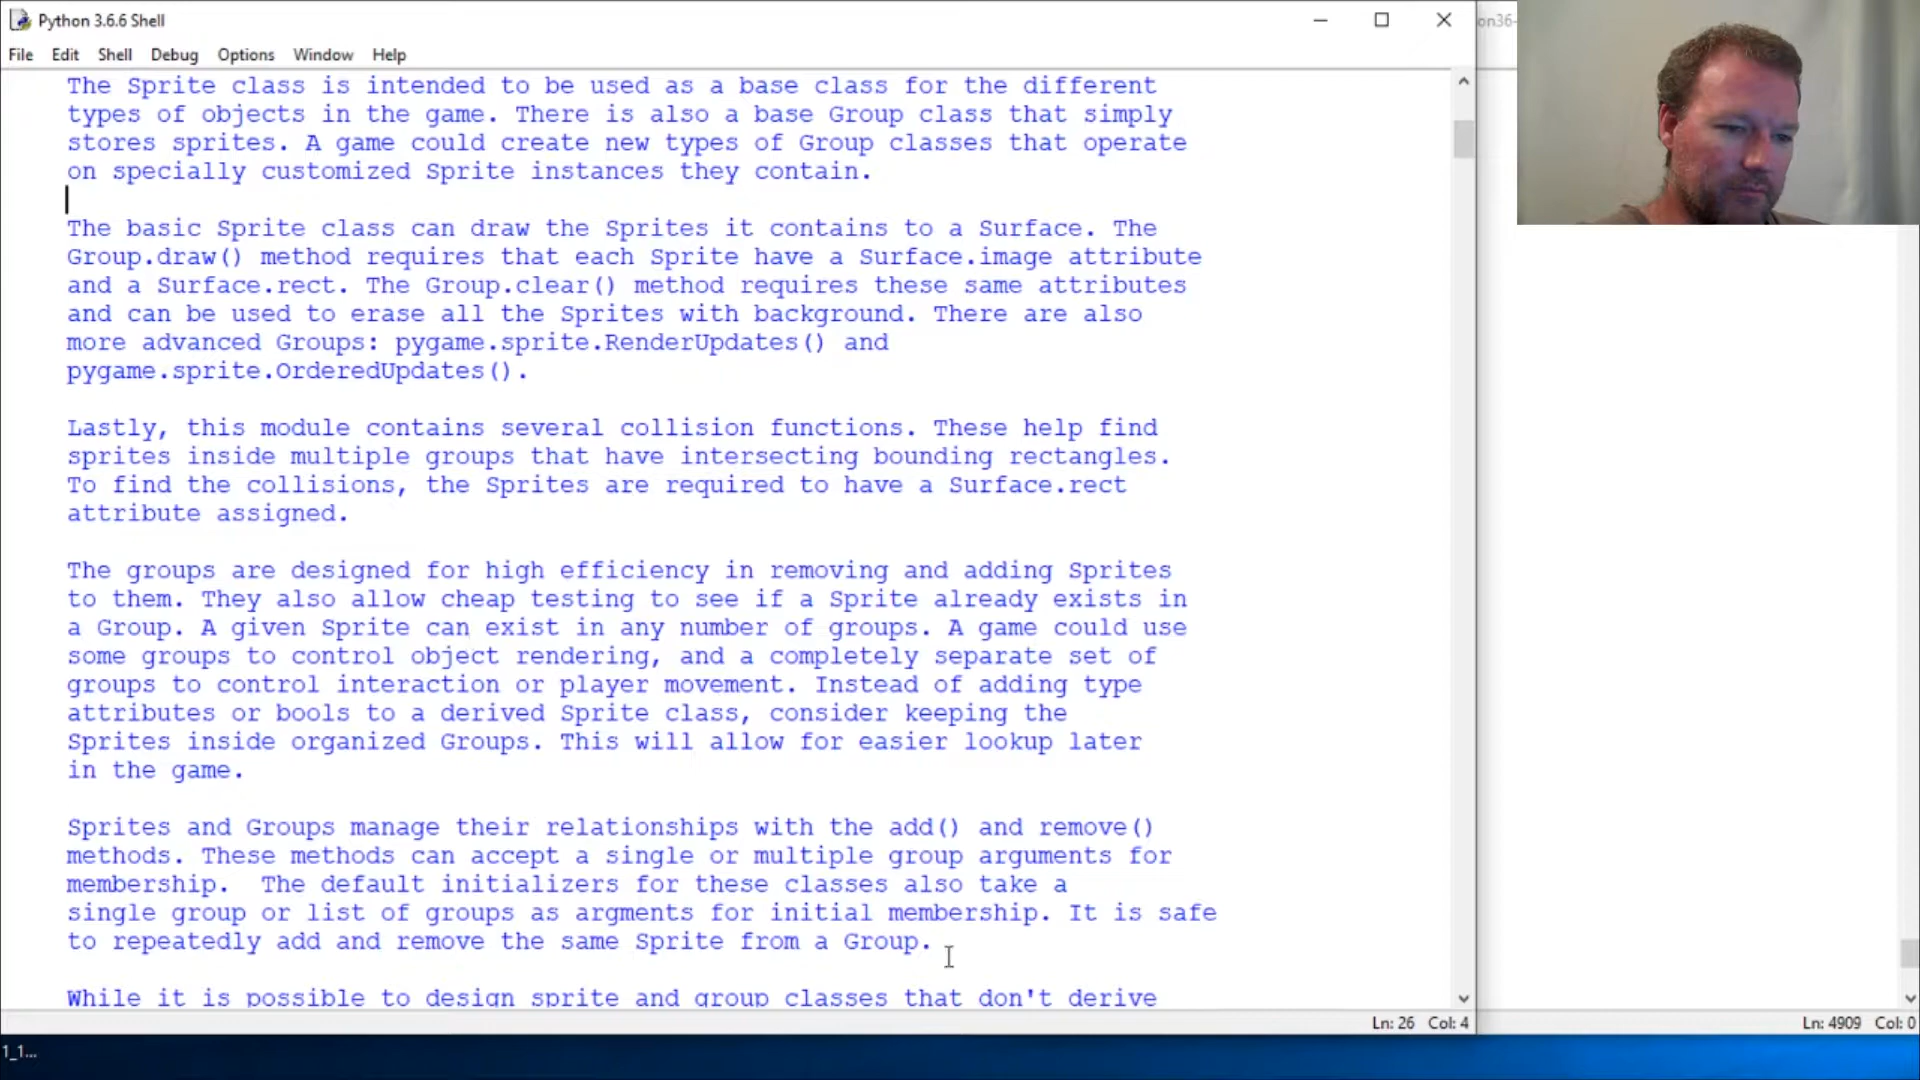 Python 3.6.6 Shell
on36-
File Edit Shell Debug Options Window Help
The Sprite class is intended to be used as a base class for the different
types of objects in the game. There is also a base Group class that simply
stores sprites. A game could create new types of Group classes that operate
on specially customized Sprite instances they contain.
The basic Sprite class can draw the Sprites it contains to a Surface. The
Group.draw() method requires that each Sprite have a Surface.image attribute
and a Surface.rect. The Group.clear() method requires these same attributes
and can be used to erase all the Sprites with background. There are also
more advanced Groups: pygame.sprite.RenderUpdates() and
pygame.sprite.OrderedUpdates().
Lastly, this module contains several collision functions. These help find
sprites inside multiple groups that have intersecting bounding rectangles.
To find the collisions, the Sprites are required to have a Surface.rect
attribute assigned.
The groups are designed for high efficiency in removing and adding Sprites
to them. They also allow cheap testing to see if a Sprite already exists in
a Group. A given Sprite can exist in any number of groups. A game could use
some groups to control object rendering, and a completely separate set of
groups to control interaction or player movement. Instead of adding type
attributes or bools to a derived Sprite class, consider keeping the
Sprites inside organized Groups. This will allow for easier lookup later
in the game.
Sprites and Groups manage their relationships with the add() and remove()
methods. These methods can accept a single or multiple group arguments for
membership.  The default initializers for these classes also take a
single group or list of groups as argments for initial membership. It is safe
to repeatedly add and remove the same Sprite from a Group.
While it is possible to design sprite and group classes that don't derive
Ln: 26 Col: 4
Ln: 4909 Col: 0
1_1...